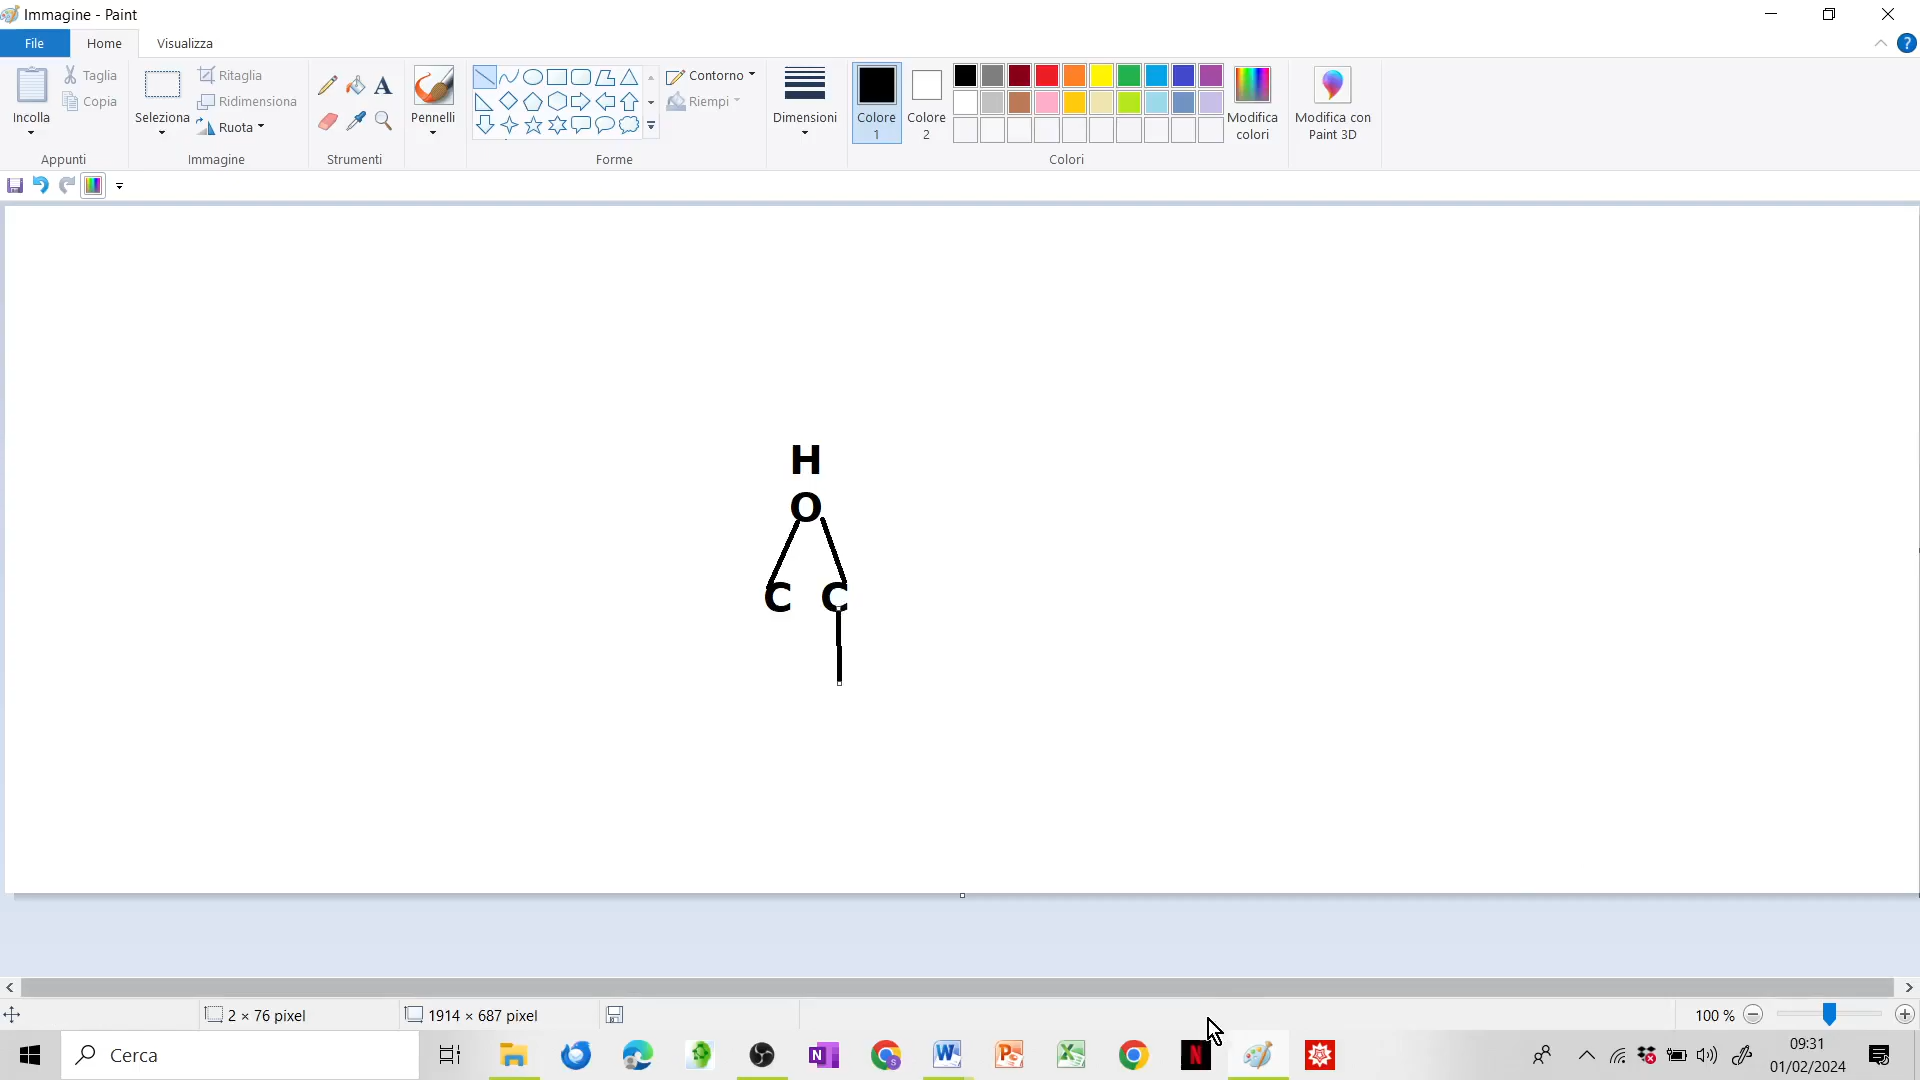 Immagine - Paint
File Home Visualizza
Incolla
Taglia
Copia
Appunti
Seleziona
Ritaglia
Ridimensiona
Ruota
Immagine
A
Strumenti
Pennelli
Contorno
Riempi
Forme
Dimensioni
Colore
1
Colore
2
Colori
Modifica
colori
Modifica con
Paint 3D
?
H
O
C C
2 × 76 pixel 1914 × 687 pixel 100 %
Cerca
09:31
01/02/2024